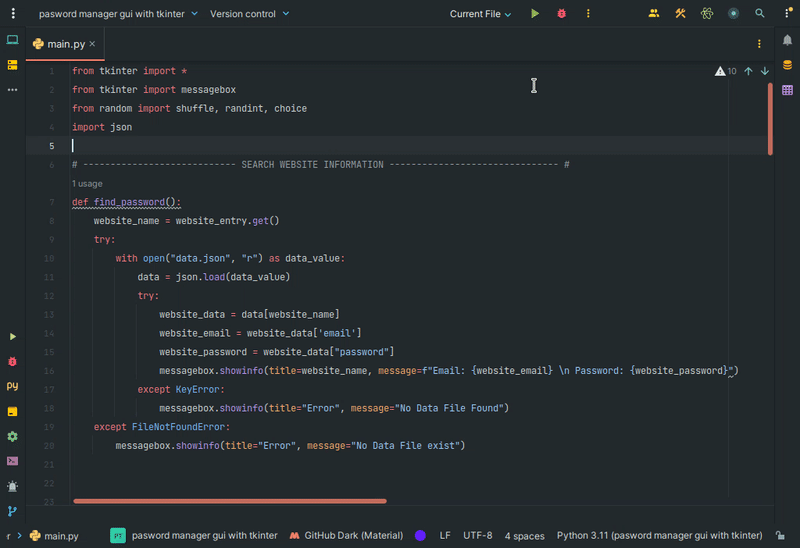 pasword manager gui with tkinter Version control Current File
main.py
1 from tkinter import *
10
2 from tkinter import messagebox
3 from random import shuffle, randint, choice
4 import json
5
6 # ---------------------------- SEARCH WEBSITE INFORMATION ------------------------------- #
1 usage
7 def find_password():
8 website_name = website_entry.get()
9 try:
10 with open("data.json", "r") as data_value:
11 data = json.load(data_value)
12 try:
13 website_data = data[website_name]
14 website_email = website_data['email']
15 website_password = website_data["password"]
16 messagebox.showinfo(title=website_name, message=f"Email: {website_email} \n Password: {website_password}")
17 except KeyError:
18 messagebox.showinfo(title="Error", message="No Data File Found")
19 except FileNotFoundError:
20 messagebox.showinfo(title="Error", message="No Data File exist")
21
22
23
r > main.py PT pasword manager gui with tkinter GitHub Dark (Material) LF UTF-8 4 spaces Python 3.11 (pasword manager gui with tkinter)